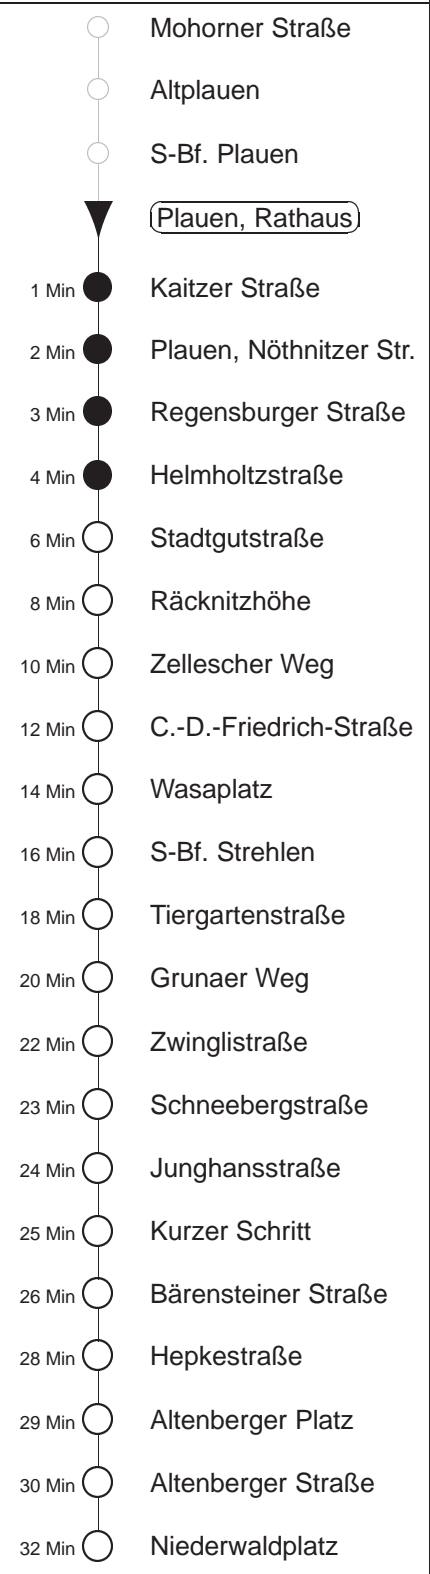 Mohorner Straße
Altplauen
S-Bf. Plauen
Plauen, Rathaus
1 Min Kaitzer Straße
2 Min Plauen, Nöthnitzer Str.
3 Min Regensburger Straße
4 Min Helmholtzstraße
6 Min Stadtgutstraße
8 Min Räcknitzhöhe
10 Min Zellescher Weg
12 Min C.-D.-Friedrich-Straße
14 Min Wasaplatz
16 Min S-Bf. Strehlen
18 Min Tiergartenstraße
20 Min Grunaer Weg
22 Min Zwinglistraße
23 Min Schneebergstraße
24 Min Junghansstraße
25 Min Kurzer Schritt
26 Min Bärensteiner Straße
28 Min Hepkestraße
29 Min Altenberger Platz
30 Min Altenberger Straße
32 Min Niederwaldplatz